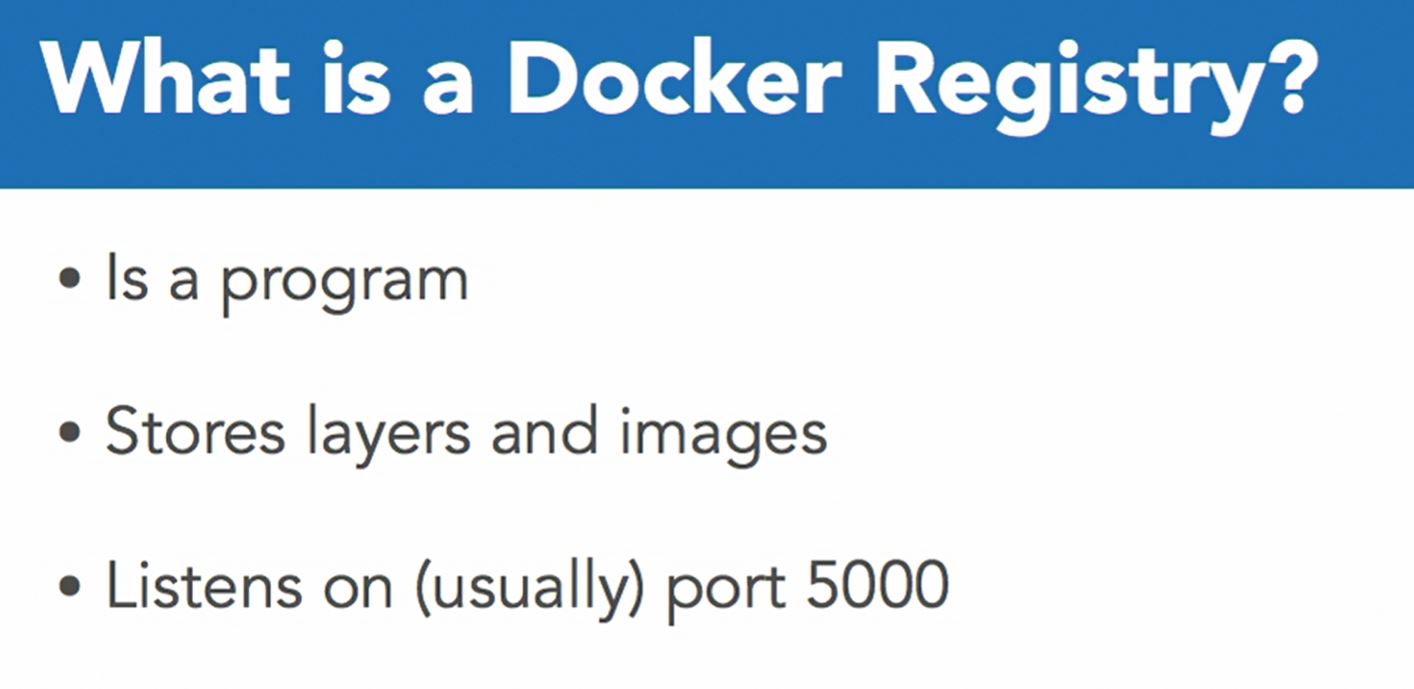 What is a Docker Registry?
• Is a program
• Stores layers and images
• Listens on (usually) port 5000